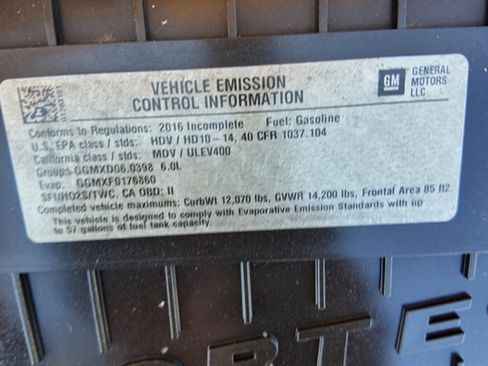 VEHICLE EMISSION
CONTROL INFORMATION
GM GENERAL
MOTORS
LLC
Conforms to Regulations: 2016 Incomplete Fuel: Gasoline
U.S. EPA class / stds: HDV / HD10-14, 40 CFR 1037.104
California class / stds: MDV / ULEV400
Group: GGMXD06.0398 6.0L
Evap: GGMXF0176860
SFI/HO2S/TWC, CA OBD: II
Completed vehicle maximums: CurbWt 12,070 lbs, GVWR 14,200 lbs, Frontal Area 85 ft2.
This vehicle is designed to comply with Evaporative Emission Standards with up
to 57 gallons of fuel tank capacity.